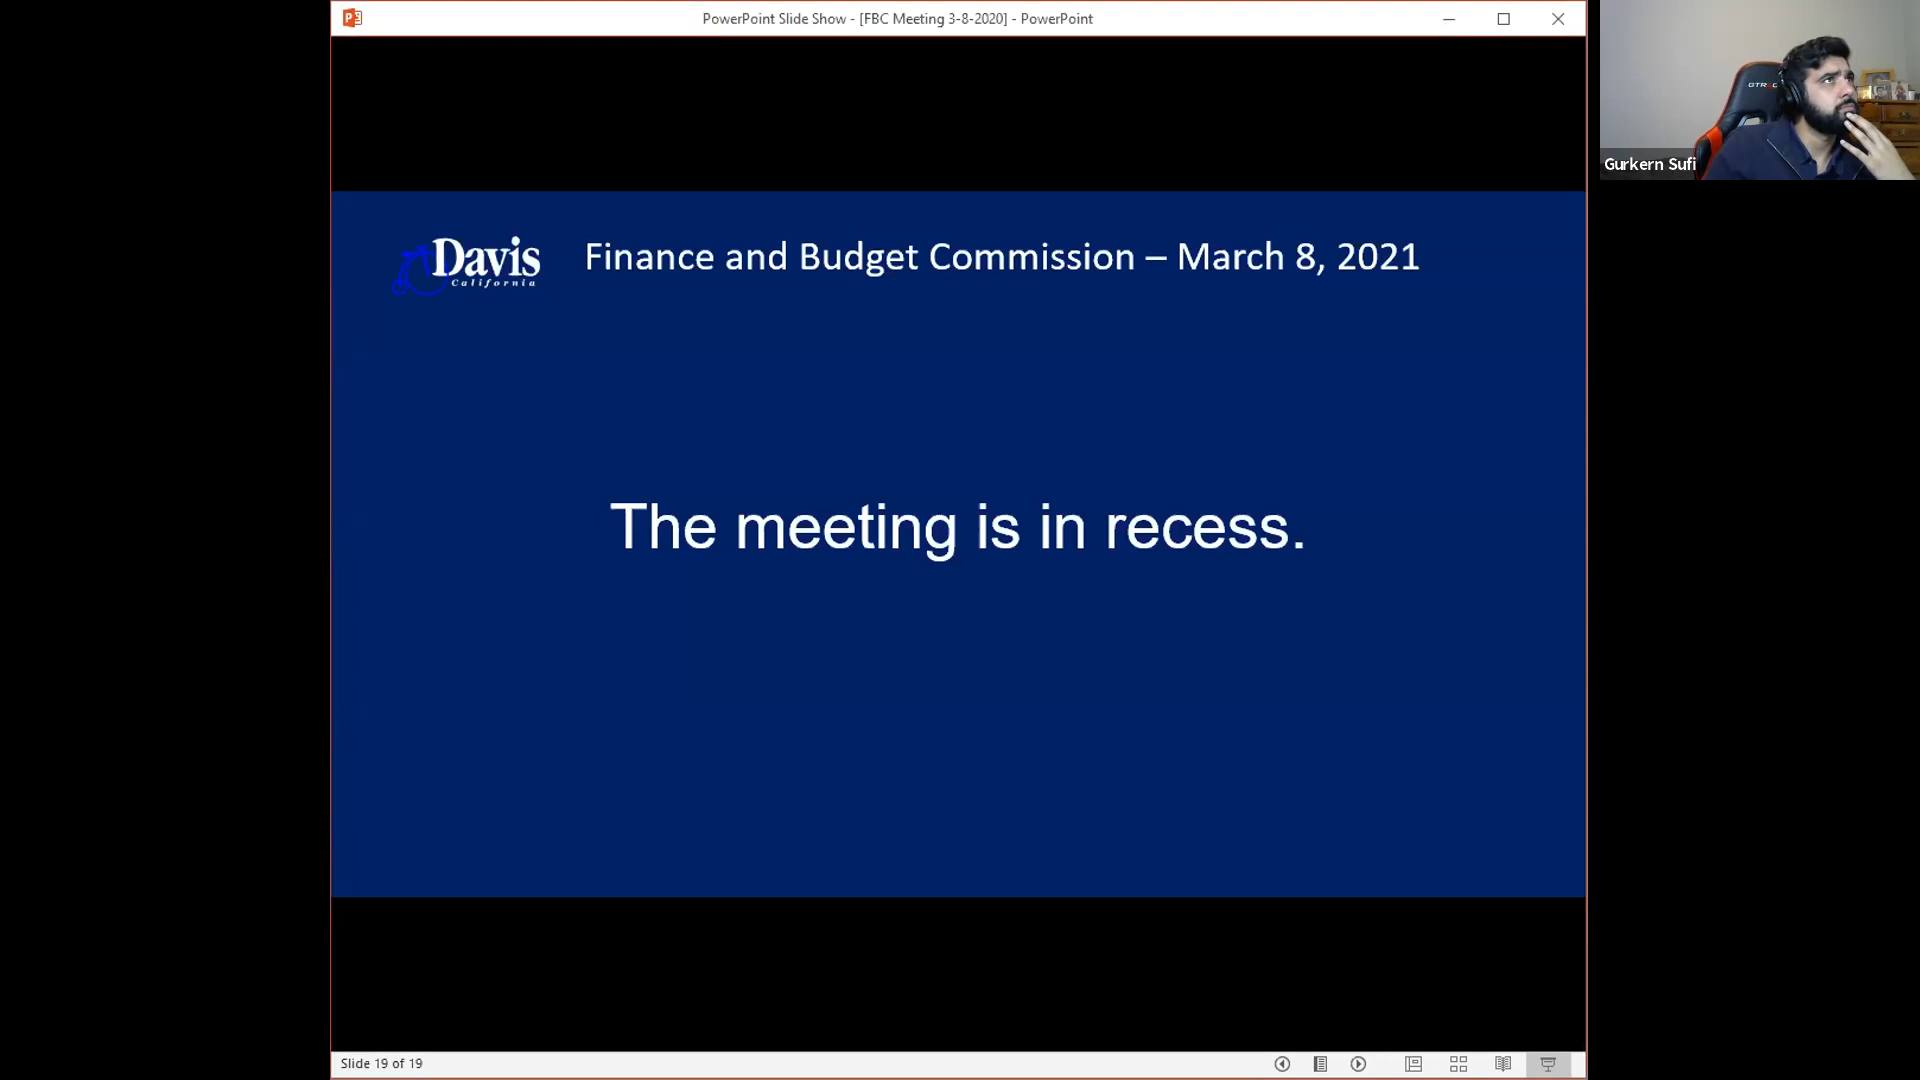 PowerPoint Slide Show - [FBC Meeting 3-8-2020] - PowerPoint
GTR
Gurkern Sufi
Davis
California
Finance and Budget Commission – March 8, 2021
The meeting is in recess.
Slide 19 of 19